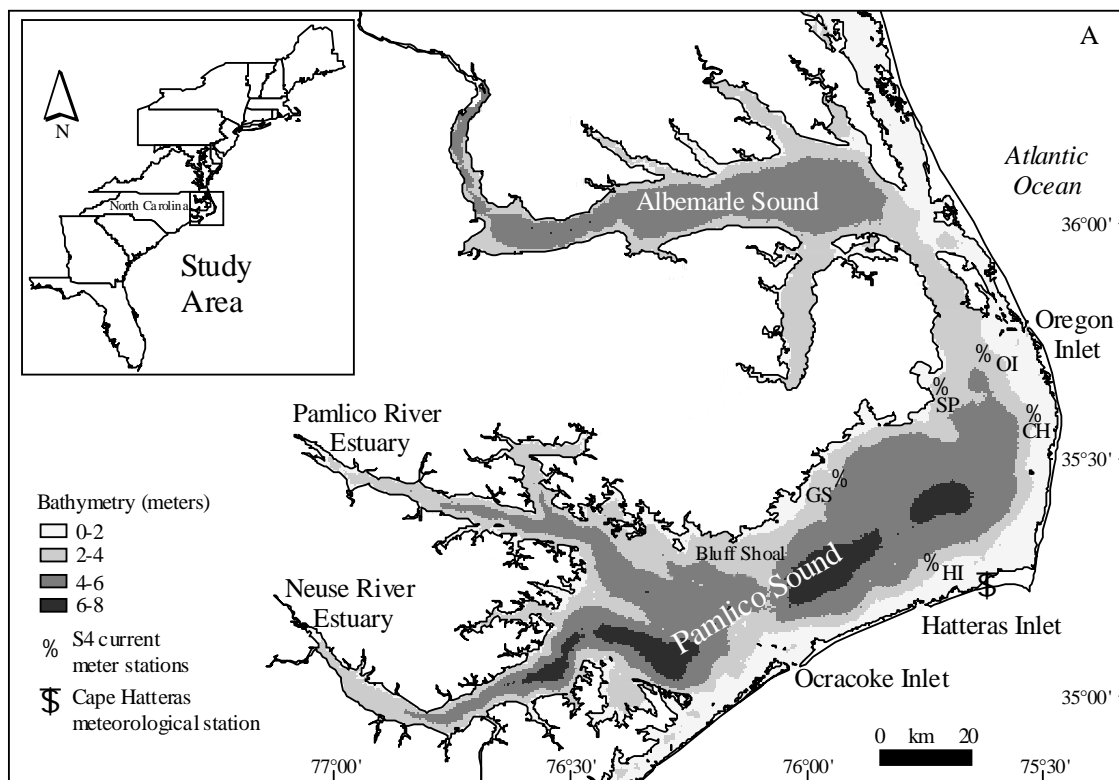 A
N
North Carolina
Study
Area
Atlantic
Ocean
Albemarle Sound
36°00'
Oregon
Inlet
% OI
% SP
% CH
35°30'
Pamlico River
Estuary
GS %
Bathymetry (meters)
0-2
2-4
4-6
6-8
Bluff Shoal
Pamlico Sound
% HI
$
Neuse River
Estuary
Hatteras Inlet
% S4 current
meter stations
Ocracoke Inlet
$ Cape Hatteras
meteorological station
35°00'
0 km 20
77°00' 76°30' 76°00' 75°30'